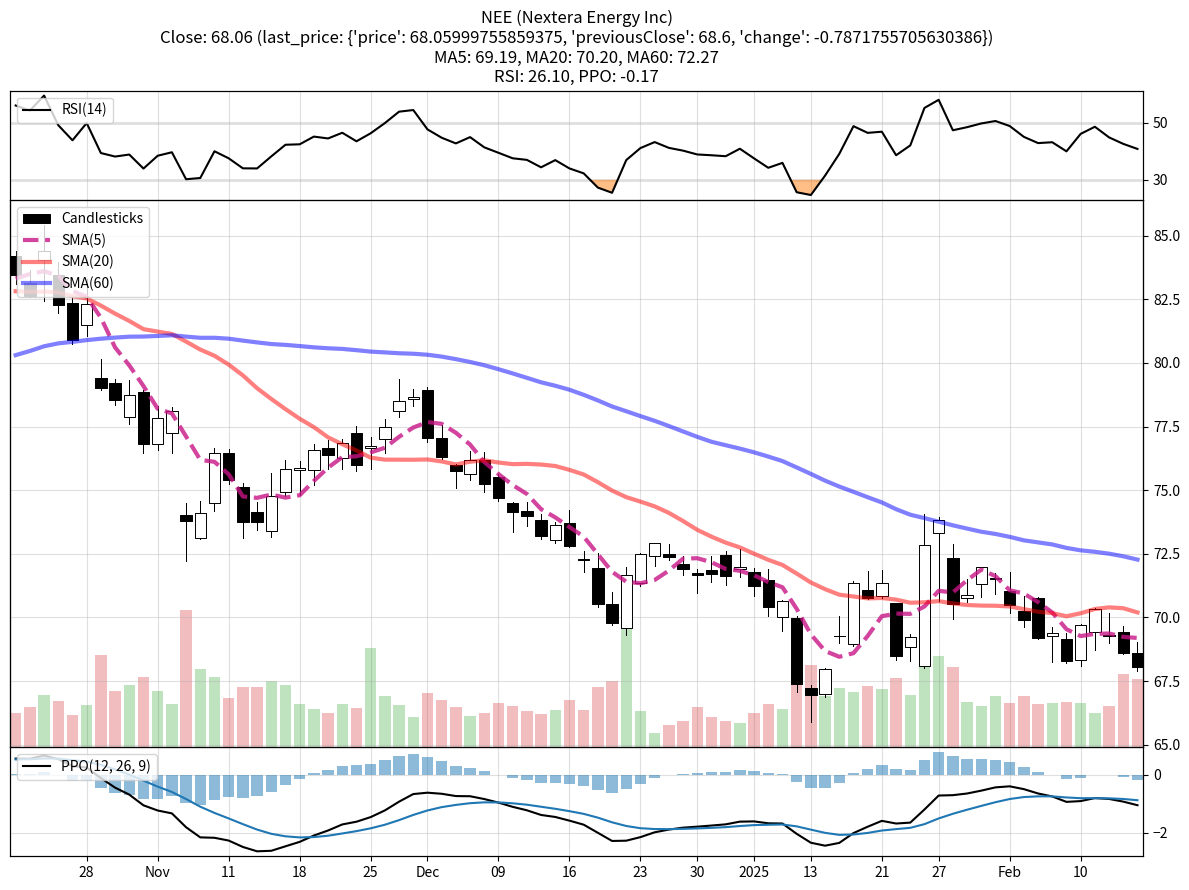 NEE (Nextera Energy Inc)
Close: 68.06 (last_price: {'price': 68.05999755859375, 'previousClose': 68.6, 'change': -0.7871755705630386})
MA5: 69.19, MA20: 70.20, MA60: 72.27
RSI: 26.10, PPO: -0.17
RSI(14)
50
30
Candlesticks
SMA(5)
SMA(20)
SMA(60)
85.0
82.5
80.0
77.5
75.0
72.5
70.0
67.5
65.0
PPO(12, 26, 9)
0
−2
28 Nov 11 18 25 Dec 09 16 23 30 2025 13 21 27 Feb 10